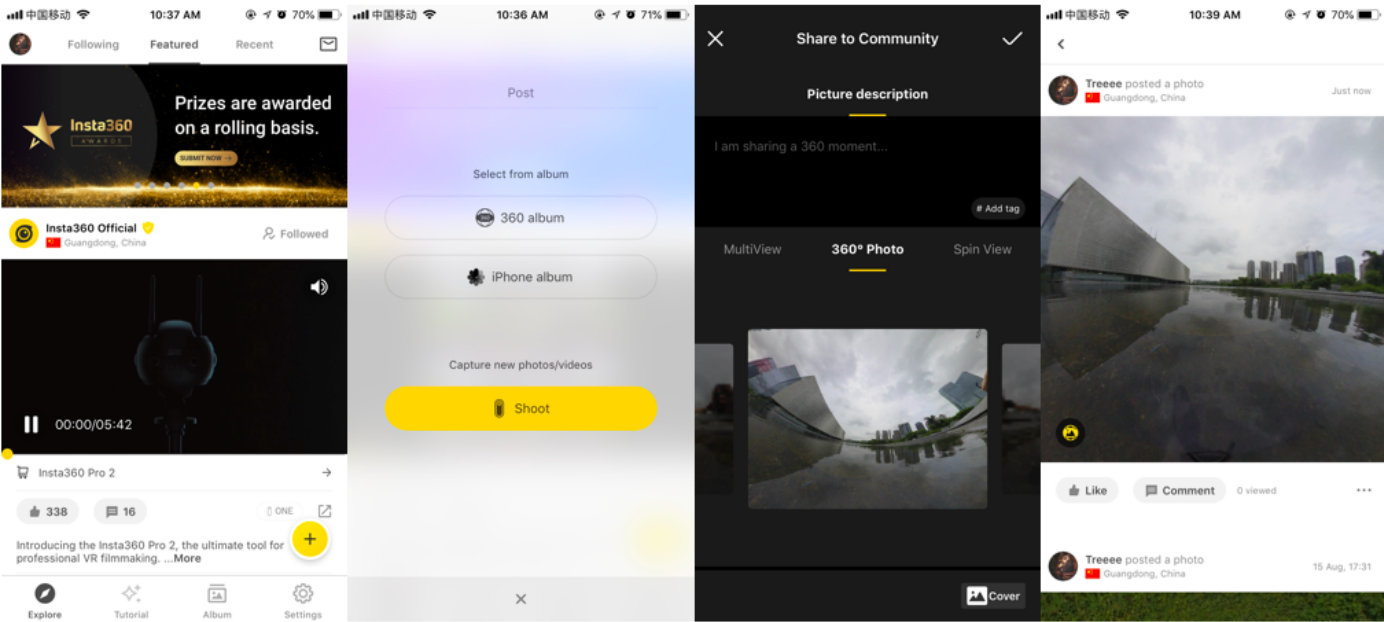 中国移动
10:37 AM
70%
Following
Featured
Recent
Insta360
AWARDS
Prizes are awarded
on a rolling basis.
SUBMIT NOW →
Insta360 Official
Guangdong, China
Followed
00:00/05:42
Insta360 Pro 2
338
16
ONE
Introducing the Insta360 Pro 2, the ultimate tool for
professional VR filmmaking. ...More
Explore
Tutorial
Album
Settings
中国移动
10:36 AM
71%
Post
Select from album
360 album
iPhone album
Capture new photos/videos
Shoot
Share to Community
Picture description
I am sharing a 360 moment...
# Add tag
MultiView
360° Photo
Spin View
Cover
中国移动
10:39 AM
70%
Treeee posted a photo
Guangdong, China
Just now
Like
Comment
0 viewed
Treeee posted a photo
Guangdong, China
15 Aug, 17:31